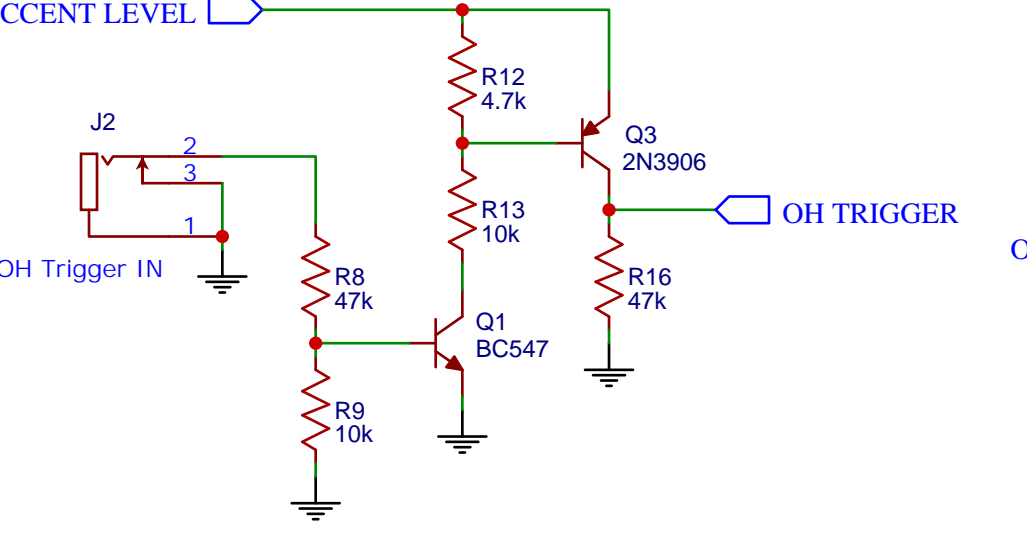 CCENT LEVEL
R12
4.7k
J2
2
3
1
Q3
2N3906
R13
10k
OH TRIGGER
OH Trigger IN
R8
47k
R16
47k
Q1
BC547
R9
10k
O